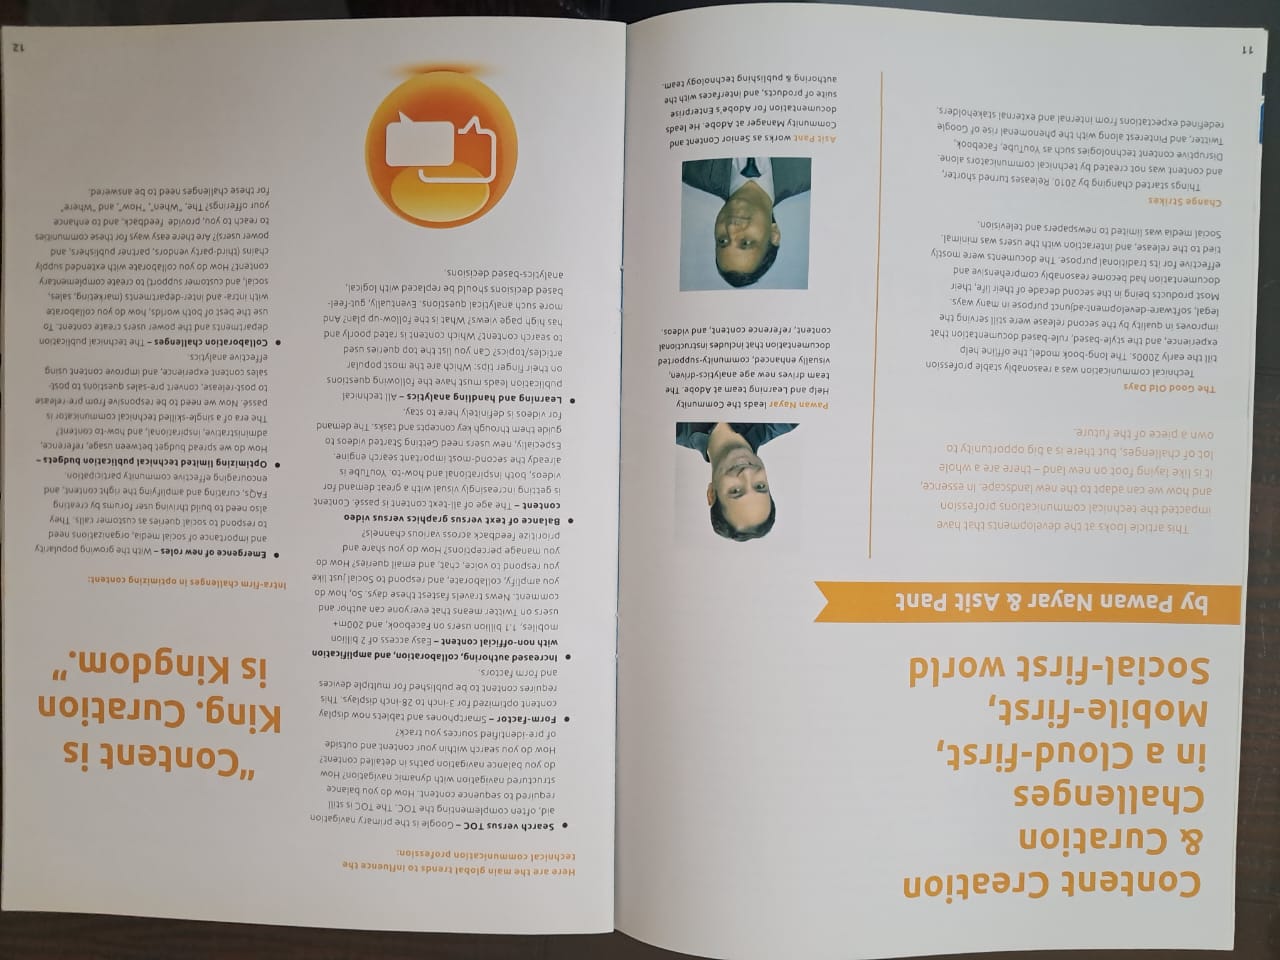 Content Creation
& Curation
Challenges
in a Cloud-first,
Mobile-first,
Social-first world
by Pawan Nayar & Asit Pant
This article looks at the developments that have
impacted the technical communications profession
and how we can adapt to the new landscape. In essence,
it is like laying foot on new land – there are a whole
lot of challenges, but there is a big opportunity to
own a piece of the future.
The Good Old Days
Technical communication was a reasonably stable profession
till the early 2000s. The long-book model, the offline help
experience, and the style-based, rule-based documentation that
improves in quality by the second release were still serving the
legal, software-development-adjunct purpose in many ways.
Most products being in the second decade of their life, their
documentation had become reasonably comprehensive and
effective for its traditional purpose. The documents were mostly
tied to the release, and interaction with the users was minimal.
Social media was limited to newspapers and television.
Change Strikes
Things started changing by 2010. Releases turned shorter,
and content was not created by technical communicators alone.
Disruptive content technologies such as YouTube, Facebook,
Twitter, and Pinterest along with the phenomenal rise of Google
redefined expectations from internal and external stakeholders.
Pawan Nayar leads the Community
Help and Learning team at Adobe. The
team drives new age analytics-driven,
visually enhanced, community-supported
documentation that includes instructional
content, reference content, and videos.
Asit Pant works as Senior Content and
Community Manager at Adobe. He leads
documentation for Adobe's Enterprise
suite of products, and interfaces with the
authoring & publishing technology team.
11
Here are the main global trends to influence the
technical communication profession:
• Search versus TOC – Google is the primary navigation
aid, often complementing the TOC. The TOC is still
required to sequence content. How do you balance
structured navigation with dynamic navigation? How
do you balance navigation paths in detailed content?
How do you search within your content and outside
of pre-identified sources you track?
• Form-factor – Smartphones and tablets now display
content optimized for 3-inch to 28-inch displays. This
requires content to be published for multiple devices
and form factors.
• Increased authoring, collaboration, and amplification
with non-official content – Easy access of 2 billion
mobiles, 1.1 billion users on Facebook, and 200m+
users on Twitter means that everyone can author and
comment. News travels fastest these days. So, how do
you amplify, collaborate, and respond to Social just like
you respond to voice, chat, and email queries? How do
you manage perceptions? How do you share and
prioritize feedback across various channels?
• Balance of text versus graphics versus video
content – The age of all-text content is passé. Content
is getting increasingly visual with a great demand for
videos, both inspirational and how-to. YouTube is
already the second-most important search engine.
Especially, new users need Getting Started videos to
guide them through key concepts and tasks. The demand
for videos is definitely here to stay.
• Learning and handling analytics – All technical
publication leads must have the following questions
on their finger tips: Which are the most popular
articles/topics? Can you list the top queries used
to search content? Which content is rated poorly and
has high page views? What is the follow-up plan? And
more such analytical questions. Eventually, gut-feel-
based decisions should be replaced with logical,
analytics-based decisions.
“Content is
King. Curation
is Kingdom.”
Intra-firm challenges in optimizing content:
• Emergence of new roles – With the growing popularity
and importance of social media, organizations need
to respond to social queries as customer calls. They
also need to build thriving user forums by creating
FAQs, curating and amplifying the right content, and
encouraging effective community participation.
• Optimizing limited technical publication budgets –
How do we spread budget between usage, reference,
administrative, inspirational, and how-to content?
The era of a single-skilled technical communicator is
passé. Now we need to be responsive from pre-release
to post-release, convert pre-sales questions to post-
sales content experience, and improve content using
effective analytics.
• Collaboration challenges – The technical publication
departments and the power users create content. To
use the best of both worlds, how do you collaborate
with intra- and inter-departments (marketing, sales,
social, and customer support) to create complementary
content? How do you collaborate with extended supply
chains (third-party vendors, partner publishers, and
power users)? Are there easy ways for these communities
to reach to you, provide feedback, and to enhance
your offerings? The, "When", "How", and "Where"
for these challenges need to be answered.
12